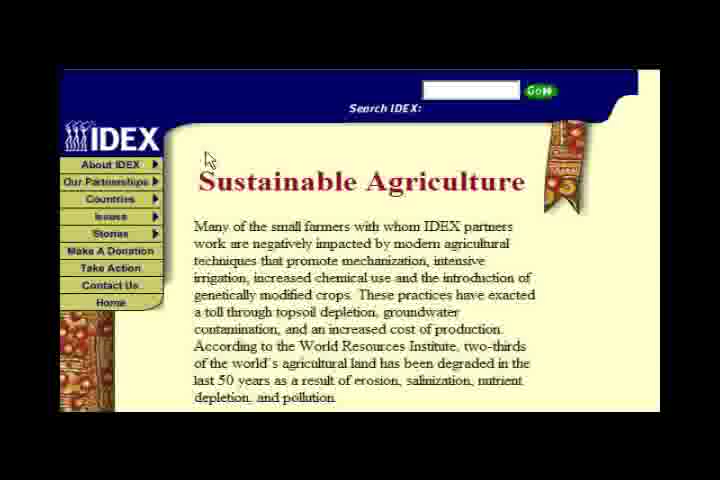 Search IDEX:
Go
IDEX
About IDEX
Our Partnerships
Countries
Issues
Stories
Make A Donation
Take Action
Contact Us
Home
Sustainable Agriculture
Many of the small farmers with whom IDEX partners
work are negatively impacted by modern agricultural
techniques that promote mechanization, intensive
irrigation, increased chemical use and the introduction of
genetically modified crops. These practices have exacted
a toll through topsoil depletion, groundwater
contamination, and an increased cost of production.
According to the World Resources Institute, two-thirds
of the world's agricultural land has been degraded in the
last 50 years as a result of erosion, salinization, nutrient
depletion, and pollution.